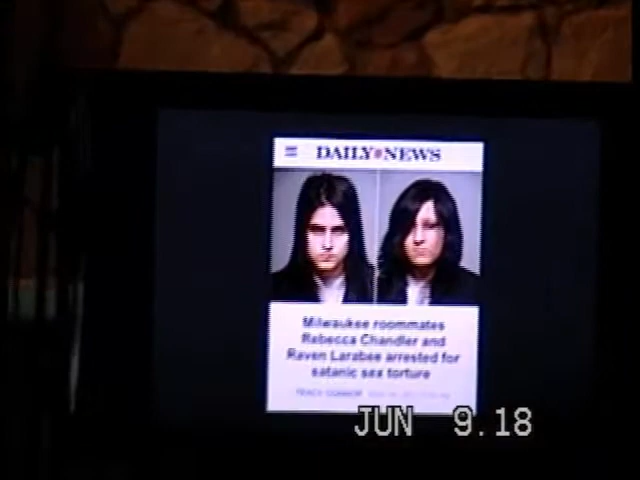 DAILY NEWS
Milwaukee roommates
Rebecca Chandler and
Raven Larabee arrested for
satanic sex torture
JUN 9.18